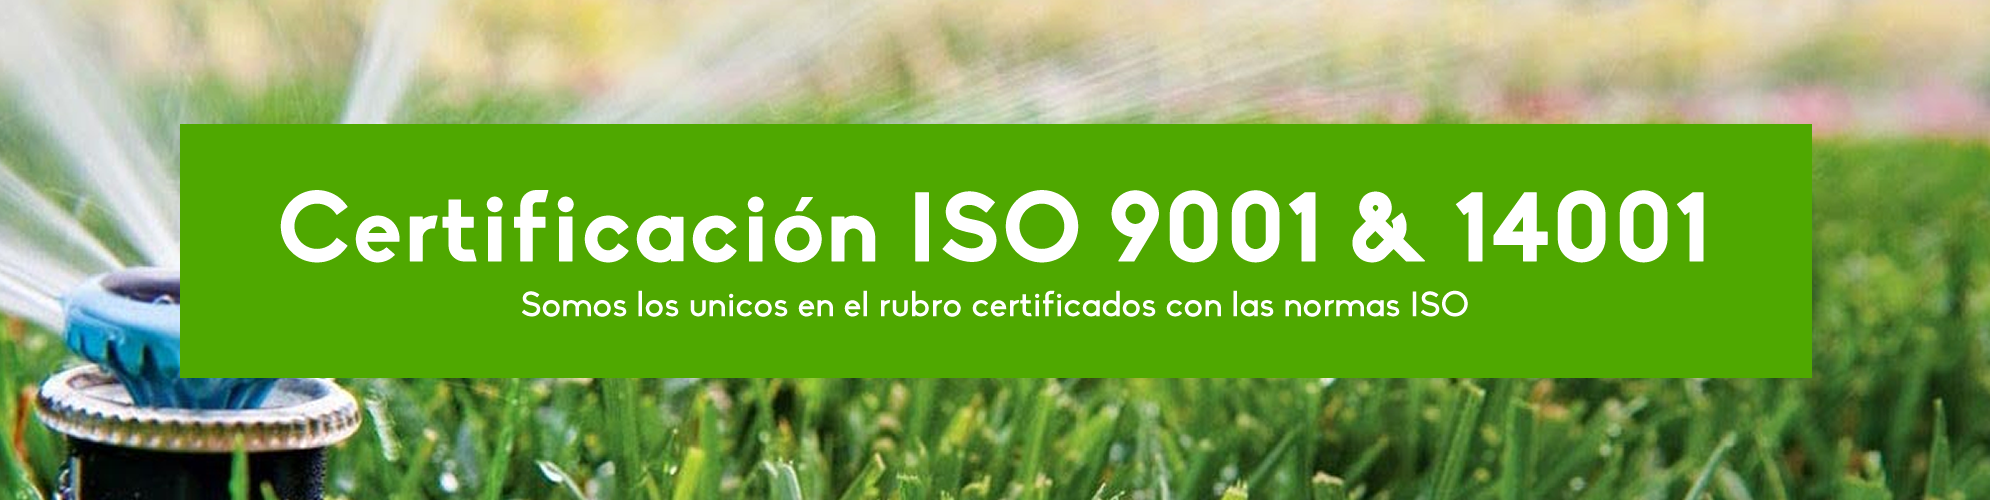 Certificación ISO 9001 & 14001
Somos los unicos en el rubro certificados con las normas ISO